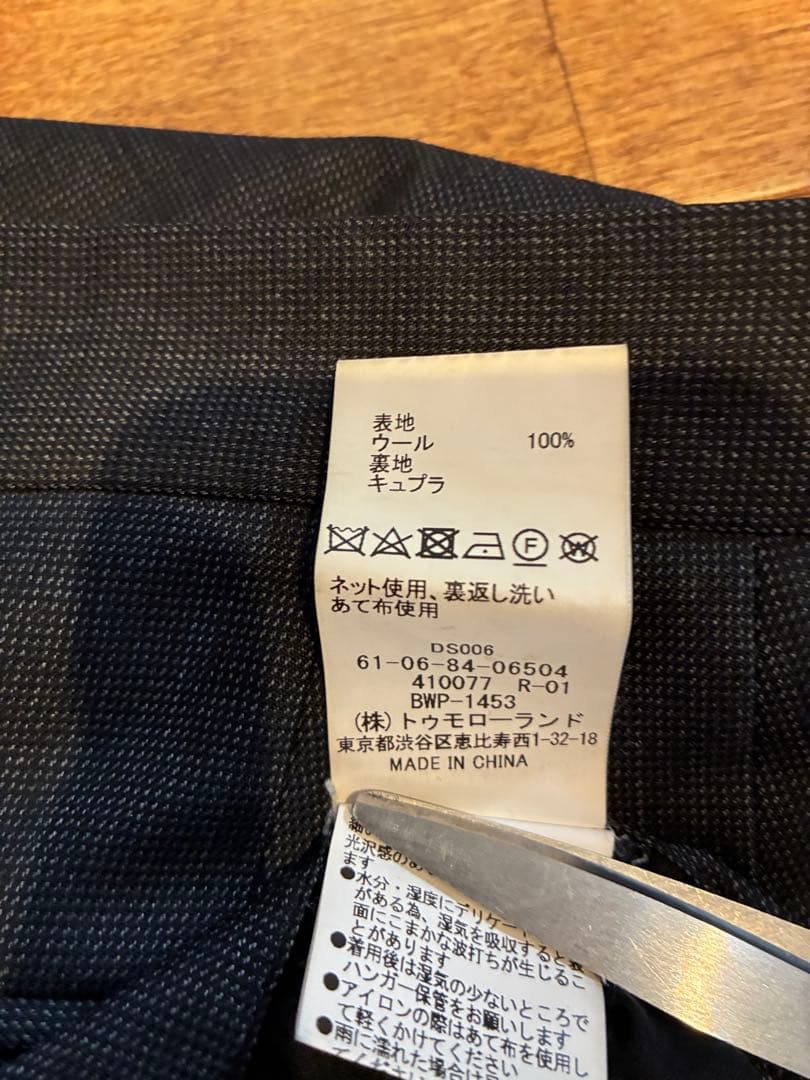 表地
ウール 100%
裏地
キュプラ
F
W
ネット使用、裏返し洗い
あて布使用
DS006
61-06-84-06504
410077 R-01
BWP-1453
(株)トゥモローランド
東京都渋谷区恵比寿西1-32-18
MADE IN CHINA
光沢感のあ
ます
●水分・湿度にデリケート
がある為、湿気を吸収すると表
面にこまかな波打ちが生じるこ
とがあります
●着用後は湿気の少ないところで
ハンガー保管をお願いします
●アイロンの際はあて布を使用し
て軽くかけてください
●雨に濡れた場合は
てください